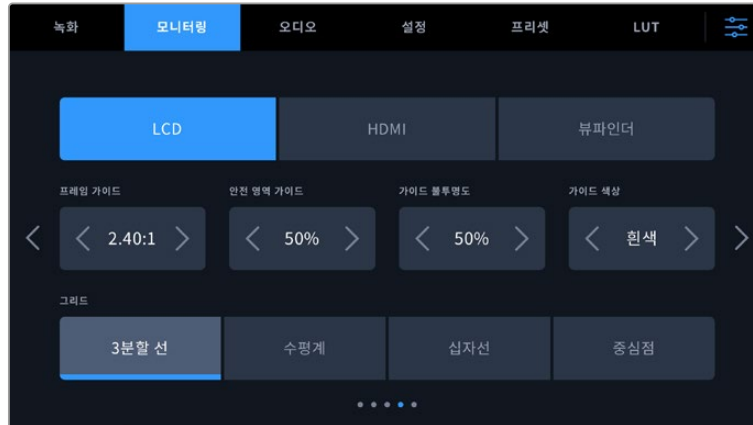 녹화 모니터링 오디오 설정 프리셋 LUT
LCD HDMI 뷰파인더
프레임 가이드 안전 영역 가이드 가이드 불투명도 가이드 색상
2.40:1 50% 50% 흰색
그리드
3분할 선 수평계 십자선 중심점